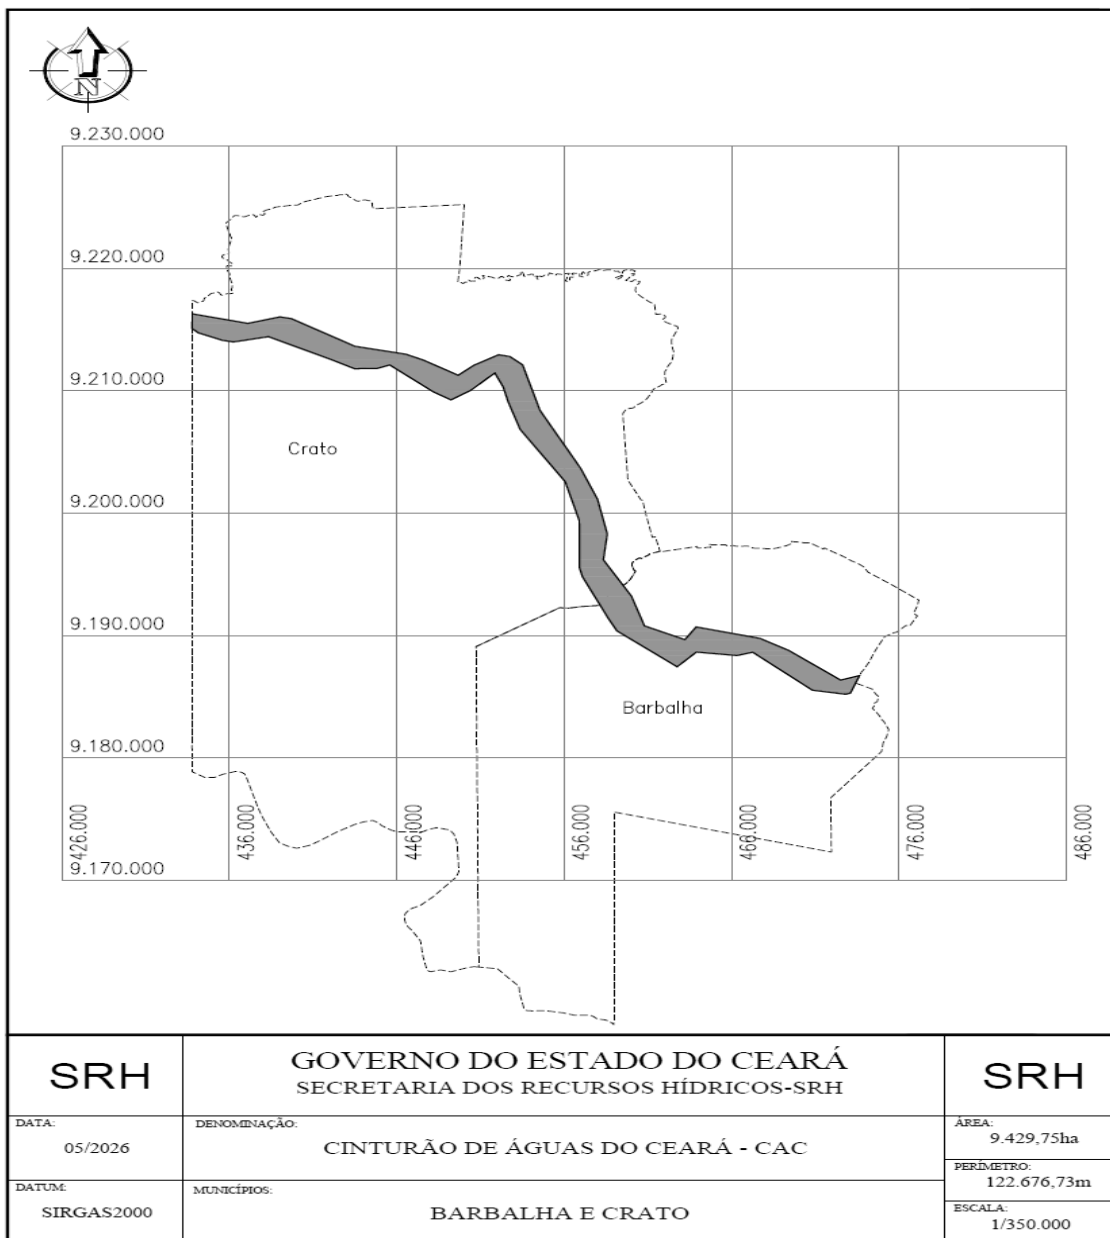 N
9.230.000
9.220.000
9.210.000
Crato
9.200.000
9.190.000
Barbalha
9.180.000
426.000
436.000
446.000
456.000
466.000
476.000
486.000
9.170.000
SRH
GOVERNO DO ESTADO DO CEARÁ
SECRETARIA DOS RECURSOS HÍDRICOS-SRH
SRH
DATA:
05/2026
DENOMINAÇÃO:
CINTURÃO DE ÁGUAS DO CEARÁ - CAC
ÁREA:
9.429,75ha
PERÍMETRO:
122.676,73m
DATUM:
SIRGAS2000
MUNICÍPIOS:
BARBALHA E CRATO
ESCALA:
1/350.000